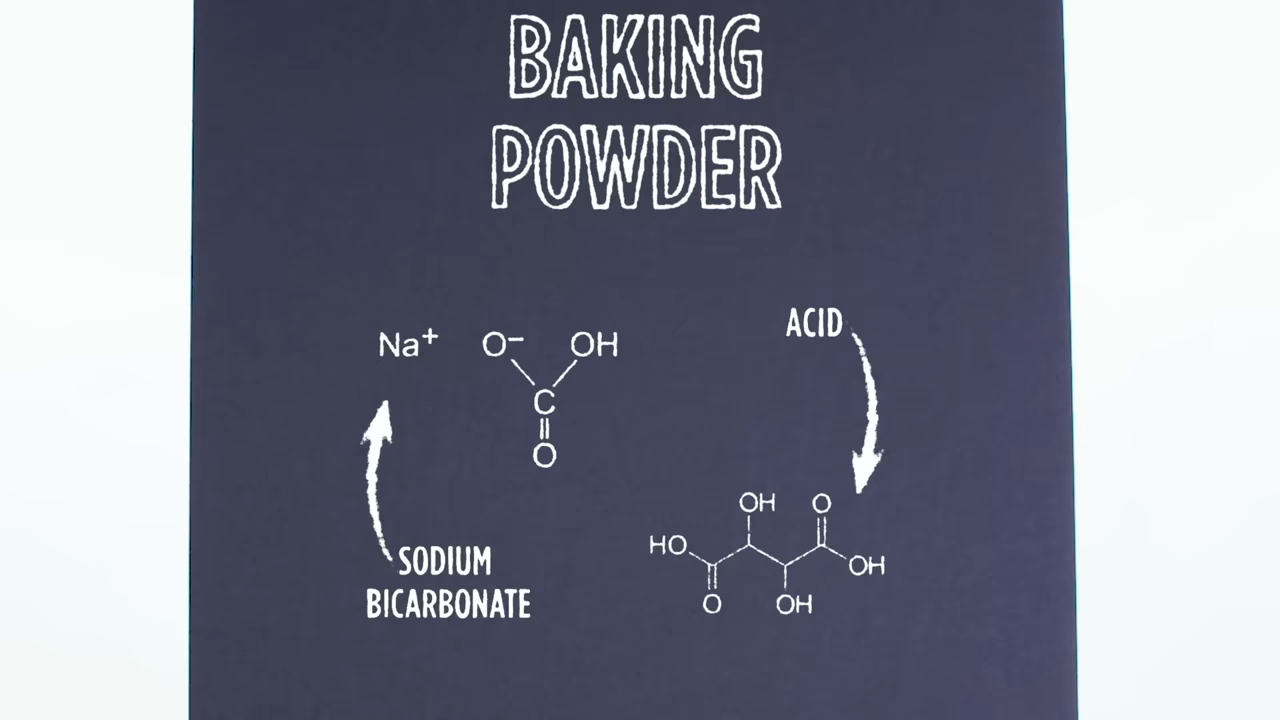 BAKING
POWDER
ACID
Na⁺ O⁻ OH
C
O
OH O
HO
OH
SODIUM
BICARBONATE
O OH